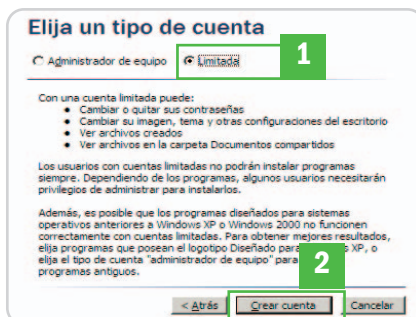 Elija un tipo de cuenta
Administrador de equipo Limitada 1
Con una cuenta limitada puede:
• Cambiar o quitar sus contraseñas
• Cambiar su imagen, tema y otras configuraciones del escritorio
• Ver archivos creados
• Ver archivos en la carpeta Documentos compartidos
Los usuarios con cuentas limitadas no podrán instalar programas
siempre. Dependiendo de los programas, algunos usuarios necesitarán
privilegios de administrar para instalarlos.
Además, es posible que los programas diseñados para sistemas
operativos anteriores a Windows XP o Windows 2000 no funcionen
correctamente con cuentas limitadas. Para obtener mejores resultados,
elija programas que posean el logotipo Diseñado para XP, o
elija el tipo de cuenta "administrador de equipo" para
programas antiguos.
2
< Atrás Crear cuenta Cancelar